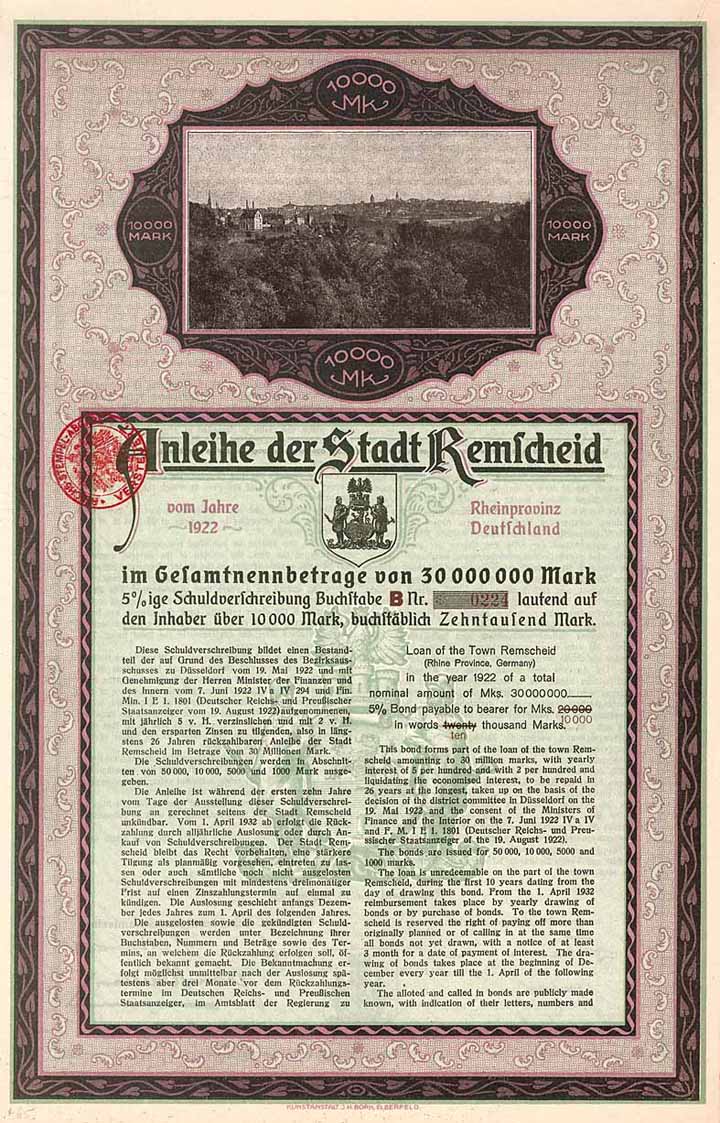 10000
MK
10000
MARK
10000
MARK
10000
MK
Anleihe der Stadt Remscheid
vom Jahre
1922
Rheinprovinz
Deutschland
im Gesamtnennbetrage von 30 000 000 Mark
5%ige Schuldverschreibung Buchstabe B Nr. 0224 lautend auf
den Inhaber über 10 000 Mark, buchstäblich Zehntausend Mark.
Diese Schuldverschreibung bildet einen Bestand-
teil der auf Grund des Beschlusses des Bezirksaus-
schusses zu Düsseldorf vom 19. Mai 1922 und mit
Genehmigung der Herren Minister der Finanzen und
des Innern vom 7. Juni 1922 IV a IV 294 und Fin.
Min. I E 1. 1801 (Deutscher Reichs- und Preußischer
Staatsanzeiger vom 19. August 1922) aufgenommenen,
mit jährlich 5 v. H. verzinslichen und mit 2 v. H.
und den ersparten Zinsen zu tilgenden, also in läng-
stens 26 Jahren rückzahlbaren Anleihe der Stadt
Remscheid im Betrage vom 30 Millionen Mark.
Die Schuldverschreibungen werden in Abschnit-
ten von 50 000, 10 000, 5000 und 1000 Mark ausge-
geben.
Die Anleihe ist während der ersten zehn Jahre
vom Tage der Ausstellung dieser Schuldverschrei-
bung an gerechnet seitens der Stadt Remscheid
unkündbar. Vom 1. April 1932 ab erfolgt die Rück-
zahlung durch alljährliche Auslosung oder durch An-
kauf von Schuldverschreibungen. Der Stadt Rem-
scheid bleibt das Recht vorbehalten, eine stärkere
Tilgung als planmäßig vorgesehen, eintreten zu las-
sen oder auch sämtliche noch nicht ausgelosten
Schuldverschreibungen mit mindestens dreimonatiger
Frist auf einen Zinszahlungstermin auf einmal zu
kündigen. Die Auslosung geschieht anfangs Dezem-
ber jedes Jahres zum 1. April des folgenden Jahres.
Die ausgelosten sowie die gekündigten Schuld-
verschreibungen werden unter Bezeichnung ihrer
Buchstaben, Nummern und Beträge sowie des Ter-
mins, an welchem die Rückzahlung erfolgen soll, öf-
fentlich bekannt gemacht. Die Bekanntmachung er-
folgt möglichst unmittelbar nach der Auslosung spä-
testens aber drei Monate vor dem Rückzahlungs-
termine im Deutschen Reichs- und Preußischen
Staatsanzeiger, im Amtsblatt der Regierung zu
Loan of the Town Remscheid
(Rhine Province, Germany)
in the year 1922 of a total
nominal amount of Mks. 30 000 000
5% Bond payable to bearer for Mks. 20 000
10 000
in words twenty thousand Marks.
ten
This bond forms part of the loan of the town Rem-
scheid amounting to 30 million marks, with yearly
interest of 5 per hundred and with 2 per hundred and
liquidating the economised interest, to be repaid in
26 years at the longest, taken up on the basis of the
decision of the district committee in Düsseldorf on the
19. Mai 1922 and the consent of the Ministers of
Finance and the Interior on the 7. Juni 1922 IV a IV
and F. M. I E 1. 1801 (Deutscher Reichs- und Preu-
ssischer Staatsanzeiger of the 19. August 1922).
The bonds are issued for 50 000, 10 000, 5000 and
1000 marks.
The loan is unredeemable on the part of the town
Remscheid, during the first 10 years dating from the
day of drawing this bond. From the 1. April 1932
reimbursement takes place by yearly drawing of
bonds or by purchase of bonds. To the town Rem-
scheid is reserved the right of paying off more than
originally planned or of calling in at the same time
all bonds not yet drawn, with a notice of at least
3 month for a date of payment of interest. The dra-
wing of bonds takes place at the beginning of De-
cember every year till the 1. April of the following
year.
The alloted and called in bonds are publicly made
known, with indication of their letters, numbers and
KUNSTANSTALT J. H. BORN, ELBERFELD.